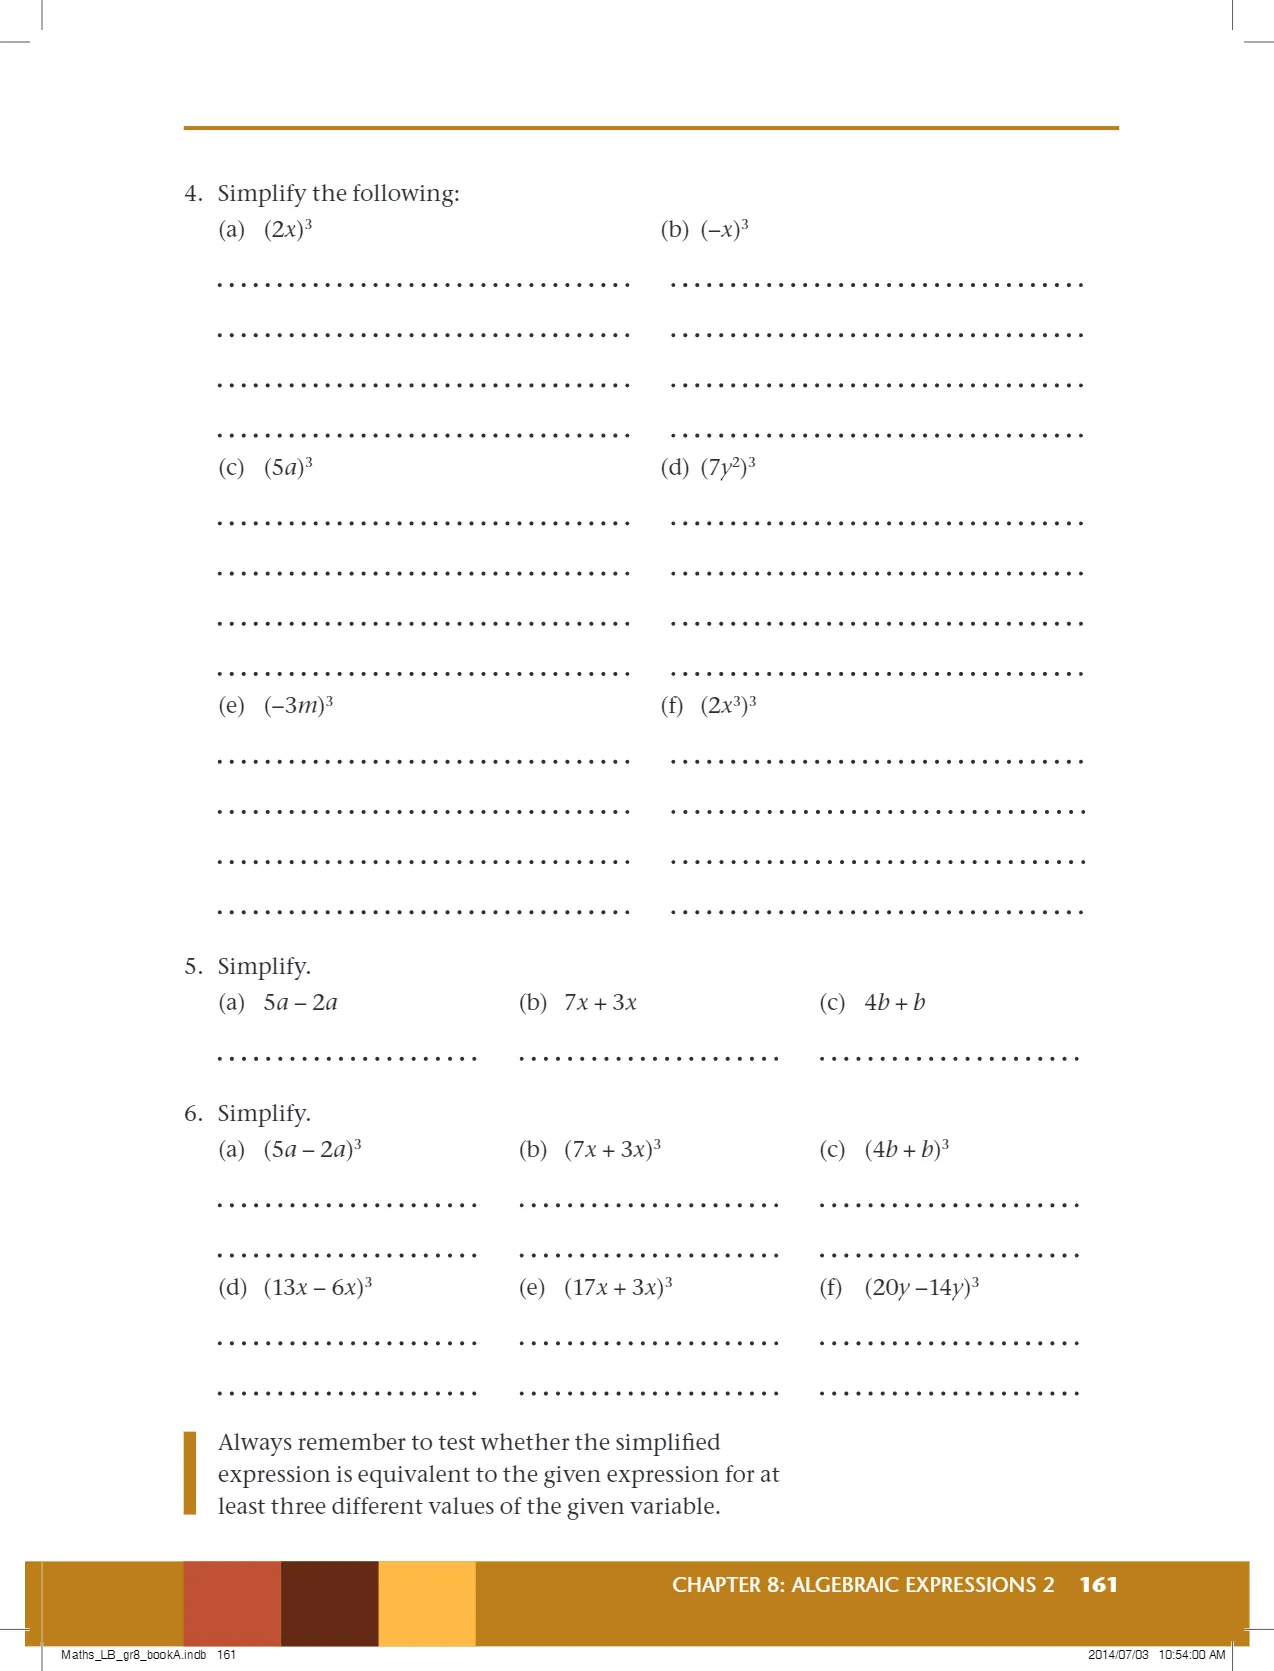 4. Simplify the following:
(a) (2x)³ (b) (–x)³
(c) (5a)³ (d) (7y²)³
(e) (–3m)³ (f) (2x³)³
5. Simplify.
(a) 5a – 2a (b) 7x + 3x (c) 4b + b
6. Simplify.
(a) (5a – 2a)³ (b) (7x + 3x)³ (c) (4b + b)³
(d) (13x – 6x)³ (e) (17x + 3x)³ (f) (20y –14y)³
Always remember to test whether the simplified
expression is equivalent to the given expression for at
least three different values of the given variable.
CHAPTER 8: ALGEBRAIC EXPRESSIONS 2 161
Maths_LB_gr8_bookA.indb 161 2014/07/03 10:54:00 AM